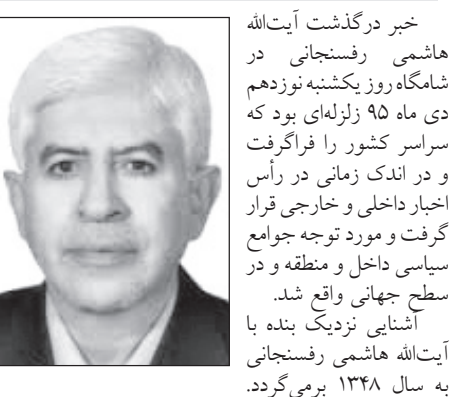 خبر درگذشت آیت‌الله
هاشمی رفسنجانی در
شامگاه روز یکشنبه نوزدهم
دی ماه ۹۵ زلزله‌ای بود که
سراسر کشور را فراگرفت
و در اندک زمانی در رأس
اخبار داخلی و خارجی قرار
گرفت و مورد توجه جوامع
سیاسی داخل و منطقه و در
سطح جهانی واقع شد.
آشنایی نزدیک بنده با
آیت‌الله هاشمی رفسنجانی
به سال ۱۳۴۸ برمی‌گردد.